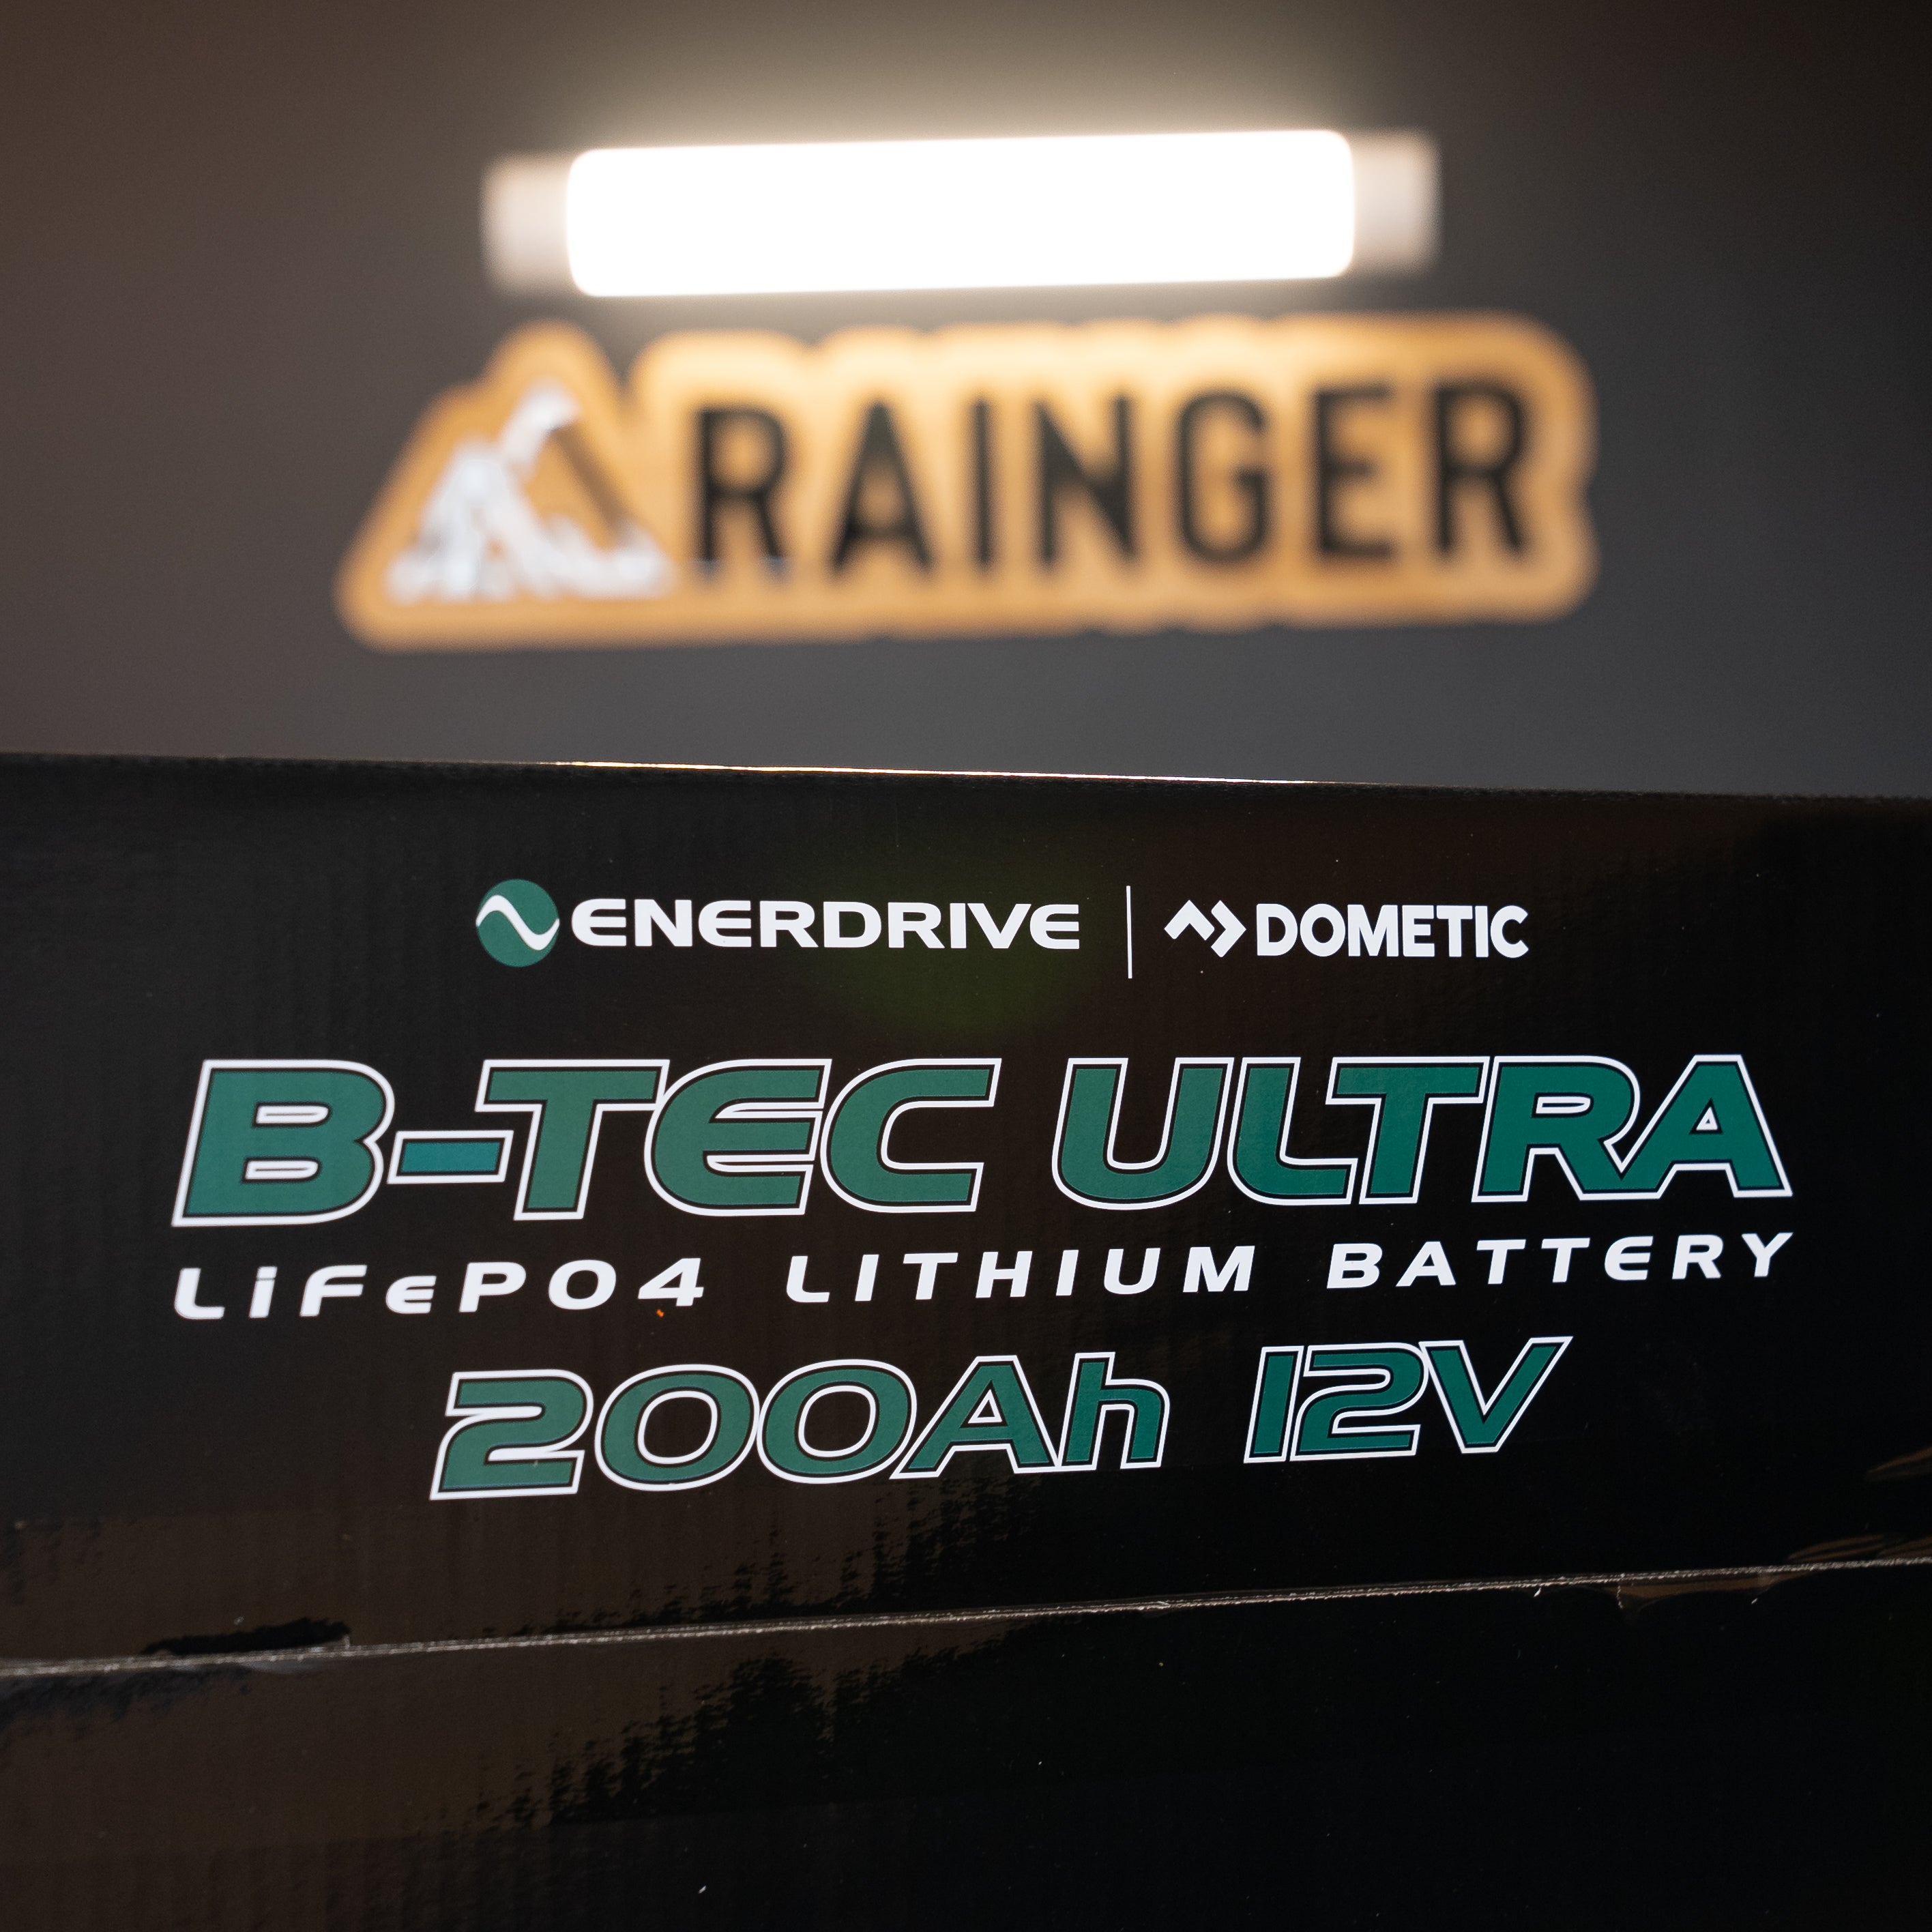 RAINGER
ENERDRIVE | DOMETIC
B-TEC ULTRA
LiFePO4 LITHIUM BATTERY
200Ah 12V